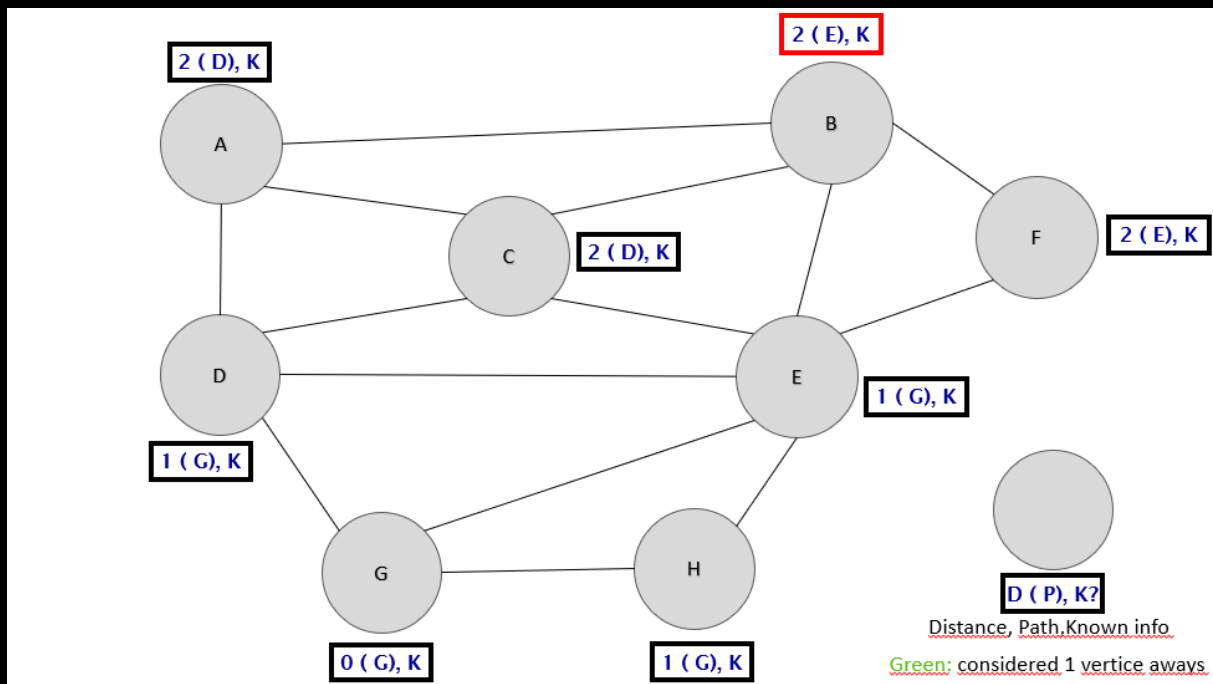 2 ( E), K
2 ( D), K
B
A
F
2 ( E), K
C
2 ( D), K
D
E
1 ( G), K
1 ( G), K
G
H
D ( P), K?
Distance, Path,Known info
0 ( G), K
1 ( G), K
Green: considered 1 vertice aways